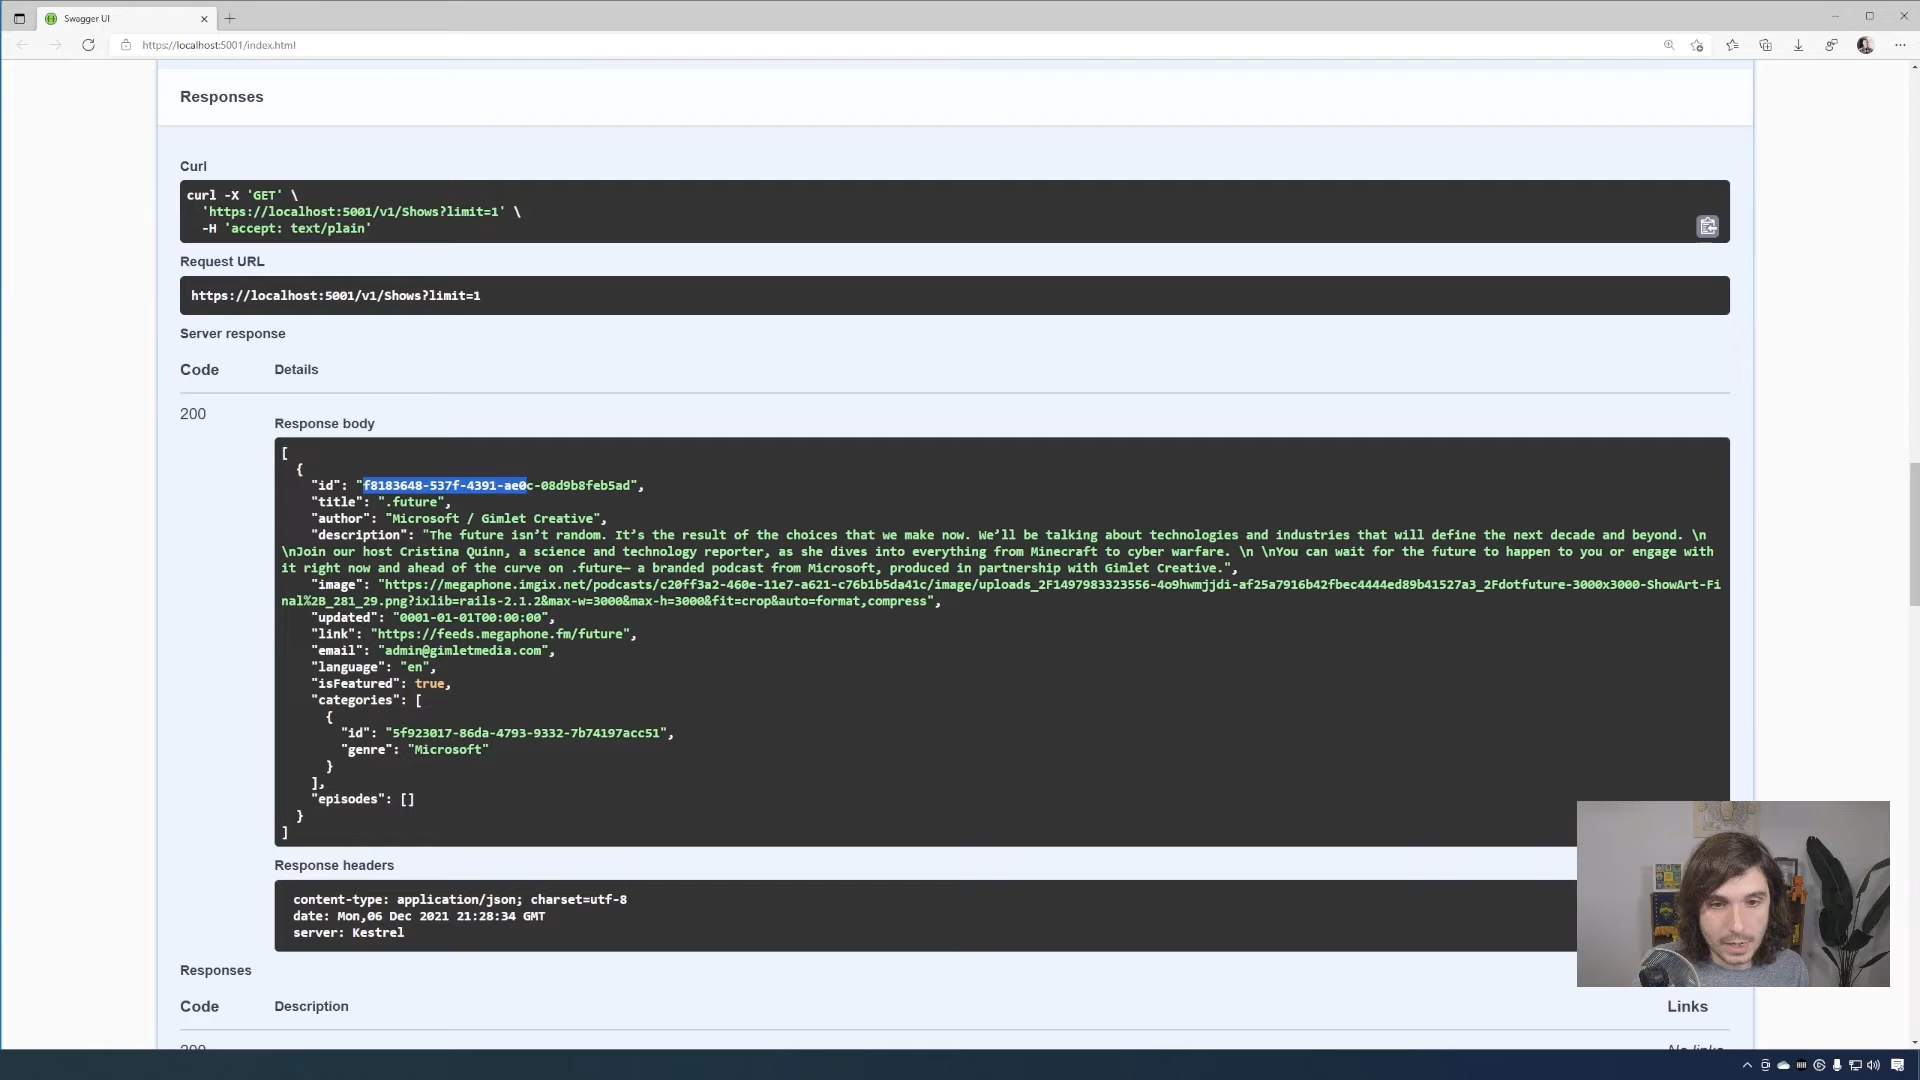 Swagger UI
https://localhost:5001/index.html
Responses
Curl
curl -X 'GET' \
'https://localhost:5001/v1/Shows?limit=1' \
-H 'accept: text/plain'
Request URL
https://localhost:5001/v1/Shows?limit=1
Server response
Code Details
200
Response body
[
{
"id": "f8183648-537f-4391-ae0c-08d9b8feb5ad",
"title": ".future",
"author": "Microsoft / Gimlet Creative",
"description": "The future isn’t random. It’s the result of the choices that we make now. We’ll be talking about technologies and industries that will define the next decade and beyond. \n
\nJoin our host Cristina Quinn, a science and technology reporter, as she dives into everything from Minecraft to cyber warfare. \n \nYou can wait for the future to happen to you or engage with
it right now and ahead of the curve on .future— a branded podcast from Microsoft, produced in partnership with Gimlet Creative.",
"image": "https://megaphone.imgix.net/podcasts/c20ff3a2-460e-11e7-a621-c76b1b5da41c/image/uploads_2F1497983323556-4o9hwmjjdi-af25a7916b42fbec4444ed89b41527a3_2Fdotfuture-3000x3000-ShowArt-Fi
nal%2B_281_29.png?ixlib=rails-2.1.2&max-w=3000&max-h=3000&fit=crop&auto=format,compress",
"updated": "0001-01-01T00:00:00",
"link": "https://feeds.megaphone.fm/future",
"email": "admin@gimletmedia.com",
"language": "en",
"isFeatured": true,
"categories": [
{
"id": "5f923017-86da-4793-9332-7b74197acc51",
"genre": "Microsoft"
}
],
"episodes": []
}
]
Response headers
content-type: application/json; charset=utf-8
date: Mon,06 Dec 2021 21:28:34 GMT
server: Kestrel
Responses
Code Description Links
200 No links